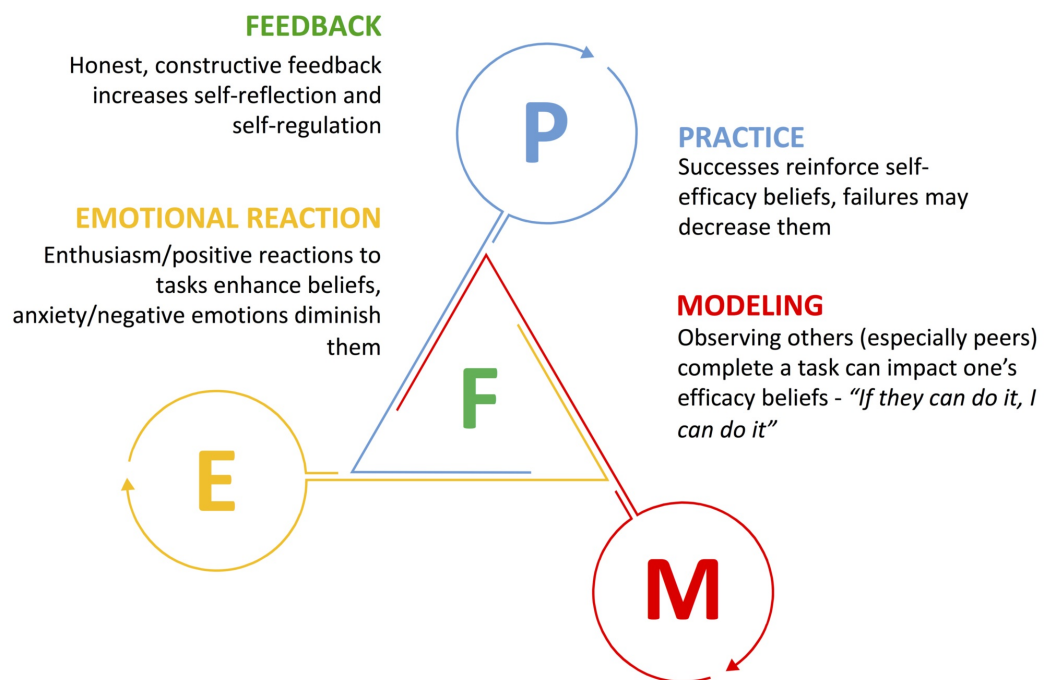 FEEDBACK
Honest, constructive feedback
increases self-reflection and
self-regulation
P
PRACTICE
Successes reinforce self-
efficacy beliefs, failures may
decrease them
EMOTIONAL REACTION
Enthusiasm/positive reactions to
tasks enhance beliefs,
anxiety/negative emotions diminish
them
MODELING
Observing others (especially peers)
complete a task can impact one’s
efficacy beliefs - “If they can do it, I
can do it”
F
E
M